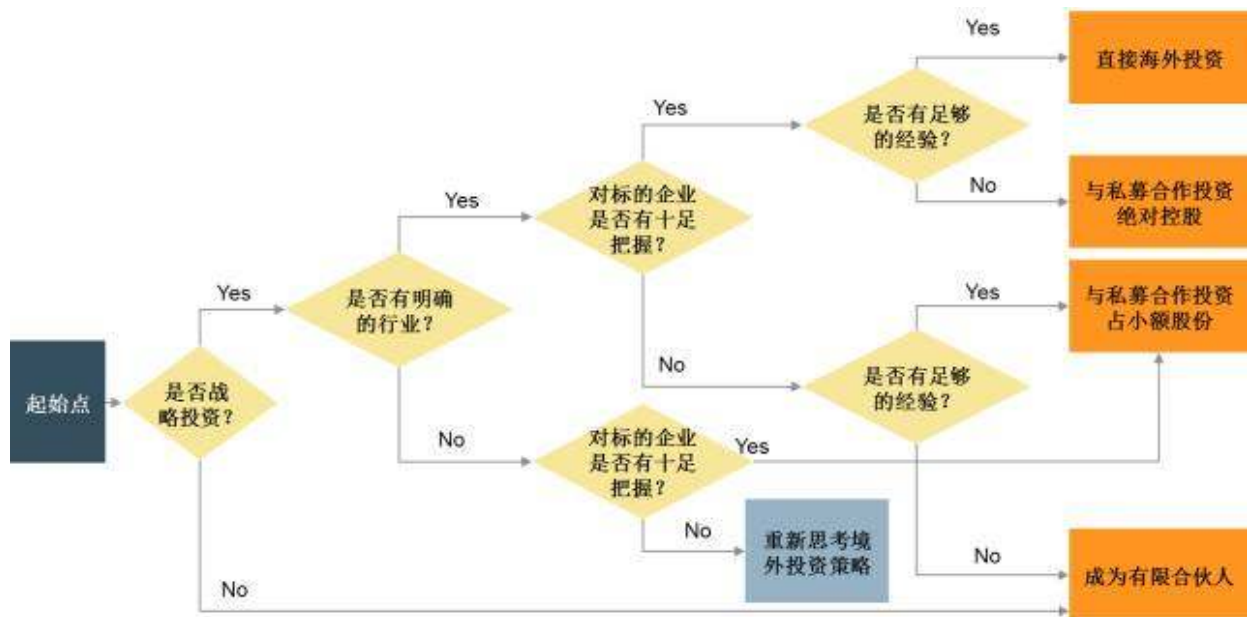 Yes
直接海外投资
是否有足够
的经验？
Yes
No
与私募合作投资
绝对控股
对标的企业
是否有十足
把握？
Yes
是否有明确
的行业？
Yes
与私募合作投资
占小额股份
Yes
No
是否有足够
的经验？
起始点
是否战
略投资？
No
对标的企业
是否有十足
把握？
Yes
No
重新思考境
外投资策略
No
成为有限合伙人
No